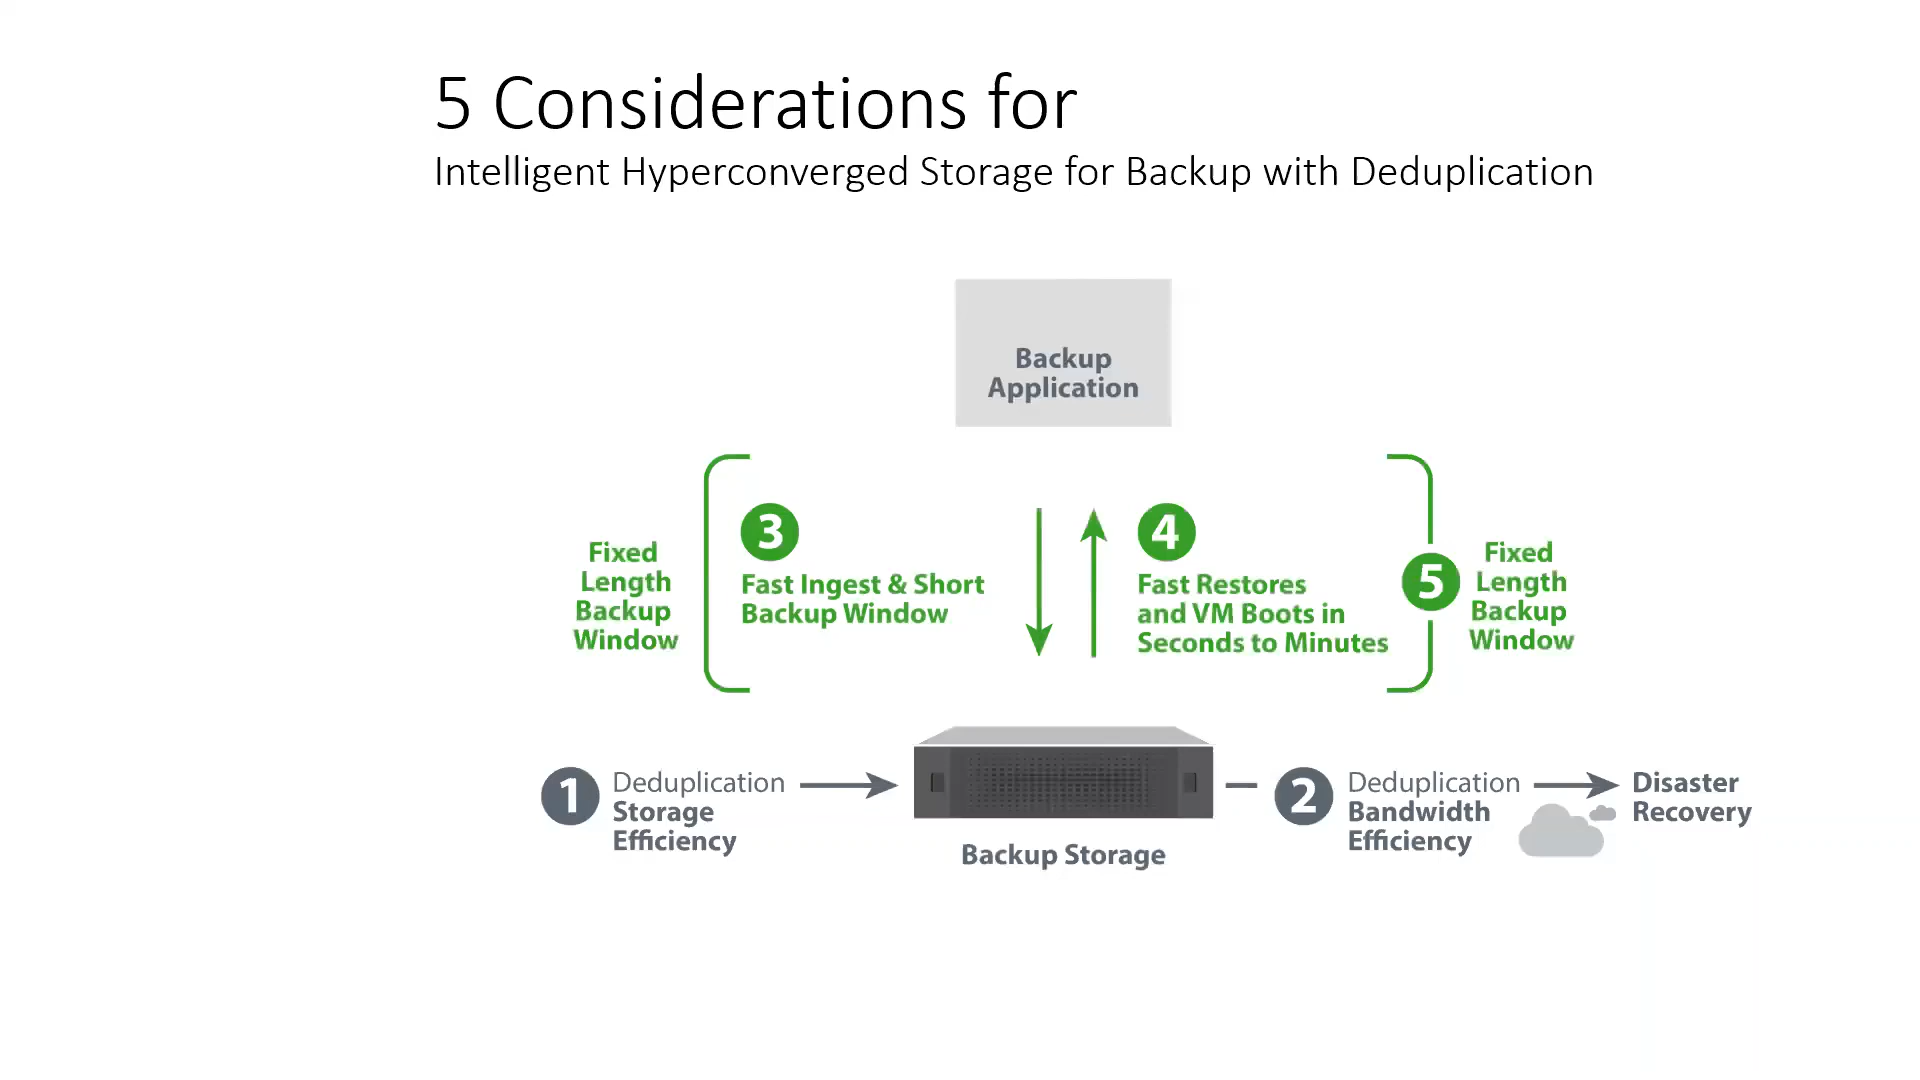 5 Considerations for
Intelligent Hyperconverged Storage for Backup with Deduplication
Backup
Application
Fixed
Length
Backup
Window
3
Fast Ingest & Short
Backup Window
4
Fast Restores
and VM Boots in
Seconds to Minutes
5
Fixed
Length
Backup
Window
1
Deduplication
Storage
Efficiency
Backup Storage
2
Deduplication
Bandwidth
Efficiency
Disaster
Recovery